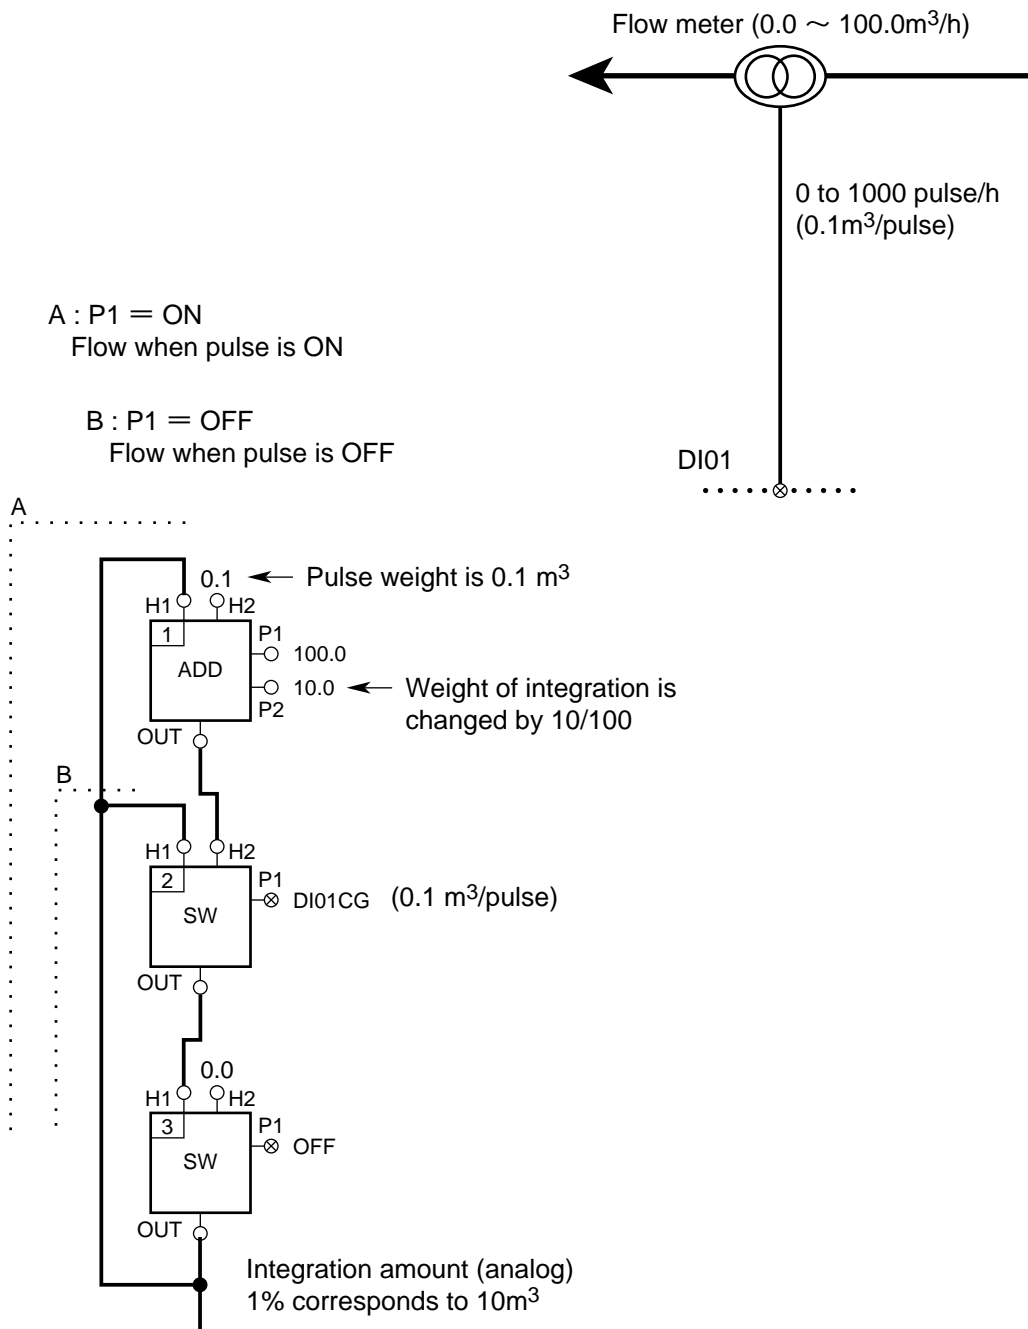 Flow meter (0.0 ～ 100.0m³/h)
0 to 1000 pulse/h
(0.1m³/pulse)
A : P1 ＝ ON
Flow when pulse is ON
B : P1 ＝ OFF
Flow when pulse is OFF
DI01
A
0.1
Pulse weight is 0.1 m³
H1
H2
1
P1
ADD
100.0
10.0
Weight of integration is
changed by 10/100
P2
OUT
B
H1
H2
2
P1
SW
DI01CG
(0.1 m³/pulse)
OUT
0.0
H1
H2
3
P1
SW
OFF
OUT
Integration amount (analog)
1% corresponds to 10m³